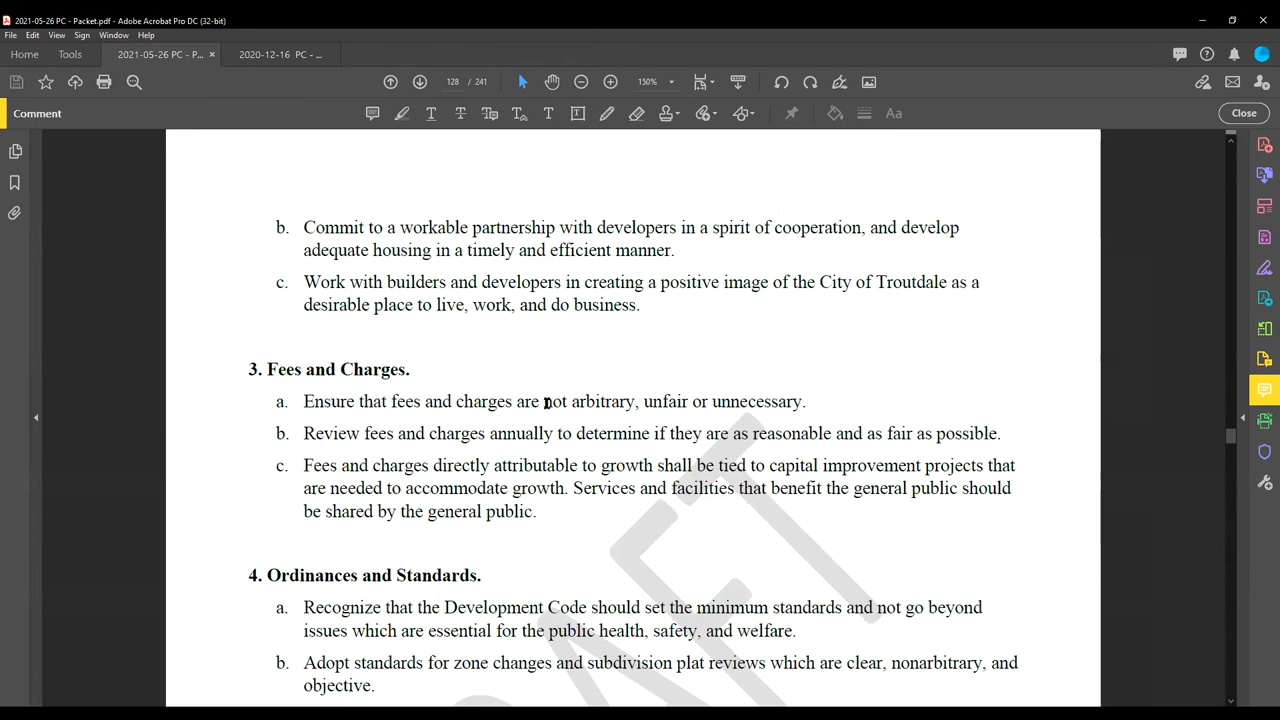 2021-05-26 PC - Packet.pdf - Adobe Acrobat Pro DC (32-bit)
File Edit View Sign Window Help
Home Tools 2021-05-26 PC - P... × 2020-12-16 PC - ...
128 / 241 150%
Comment Close
b. Commit to a workable partnership with developers in a spirit of cooperation, and develop
adequate housing in a timely and efficient manner.
c. Work with builders and developers in creating a positive image of the City of Troutdale as a
desirable place to live, work, and do business.
3. Fees and Charges.
a. Ensure that fees and charges are not arbitrary, unfair or unnecessary.
b. Review fees and charges annually to determine if they are as reasonable and as fair as possible.
c. Fees and charges directly attributable to growth shall be tied to capital improvement projects that
are needed to accommodate growth. Services and facilities that benefit the general public should
be shared by the general public.
4. Ordinances and Standards.
a. Recognize that the Development Code should set the minimum standards and not go beyond
issues which are essential for the public health, safety, and welfare.
b. Adopt standards for zone changes and subdivision plat reviews which are clear, nonarbitrary, and
objective.